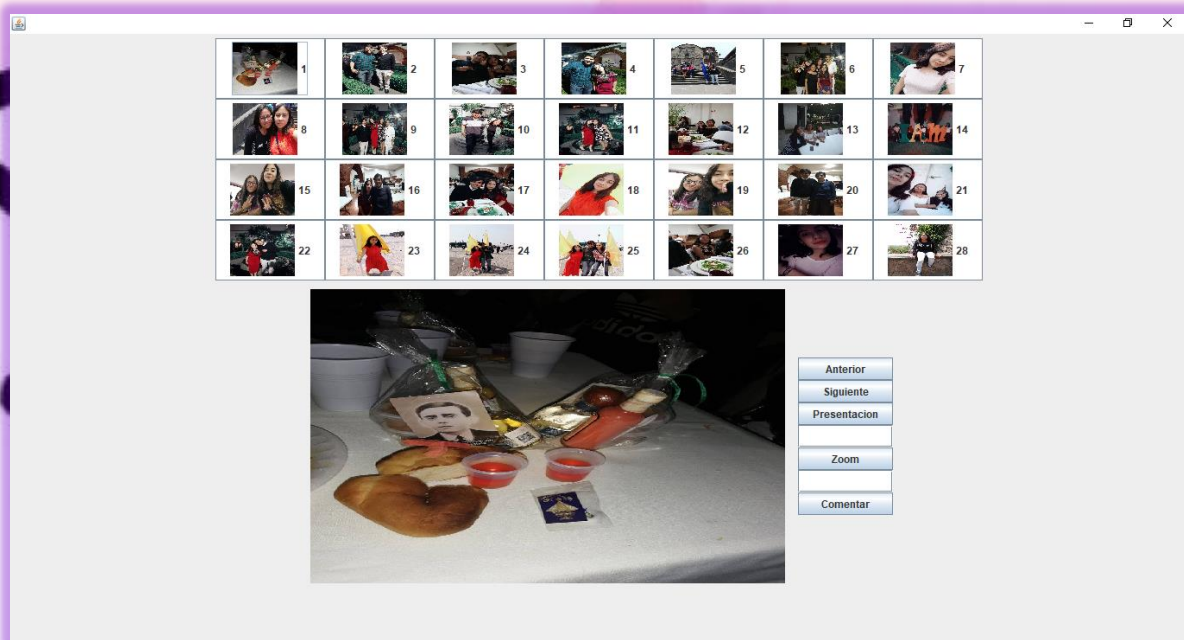 1 2 3 4 5 6 7
8 9 10 11 12 13 14
15 16 17 18 19 20 21
22 23 24 25 26 27 28
adidas
Anterior
Siguiente
Presentacion
Zoom
Comentar